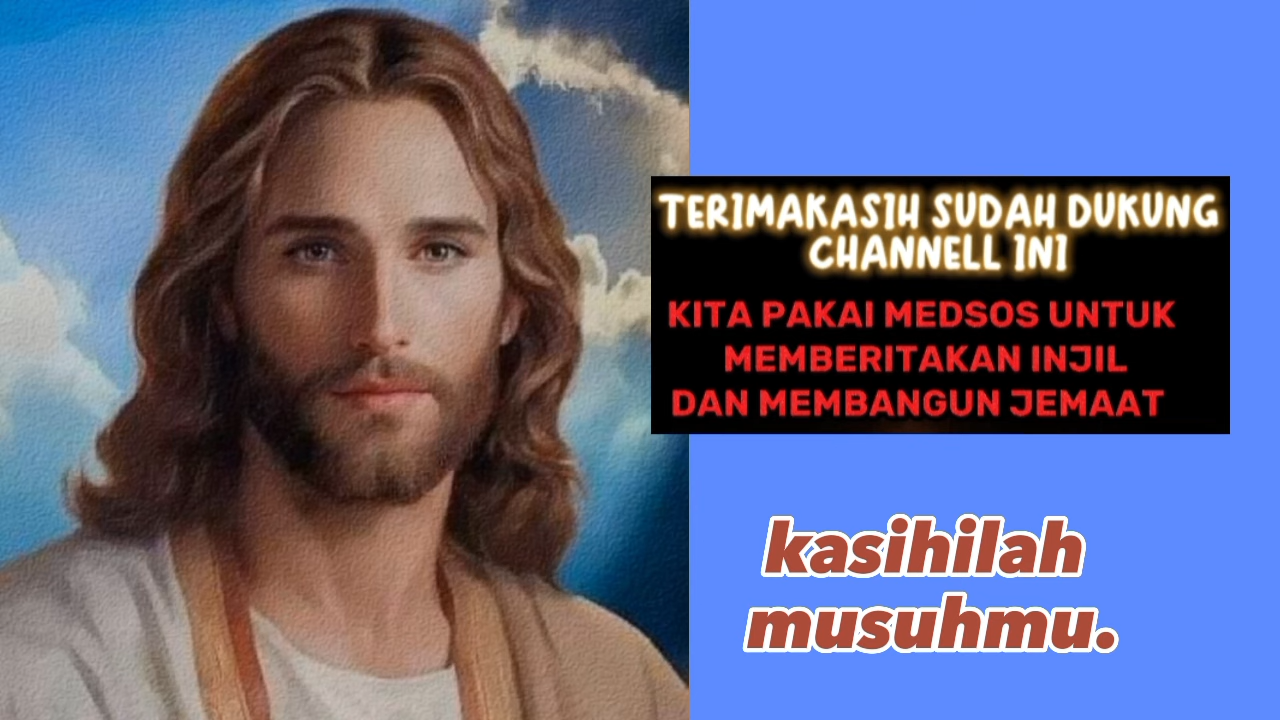 TERIMAKASIH SUDAH DUKUNG
CHANNELL INI
KITA PAKAI MEDSOS UNTUK
MEMBERITAKAN INJIL
DAN MEMBANGUN JEMAAT
kasihilah
musuhmu.